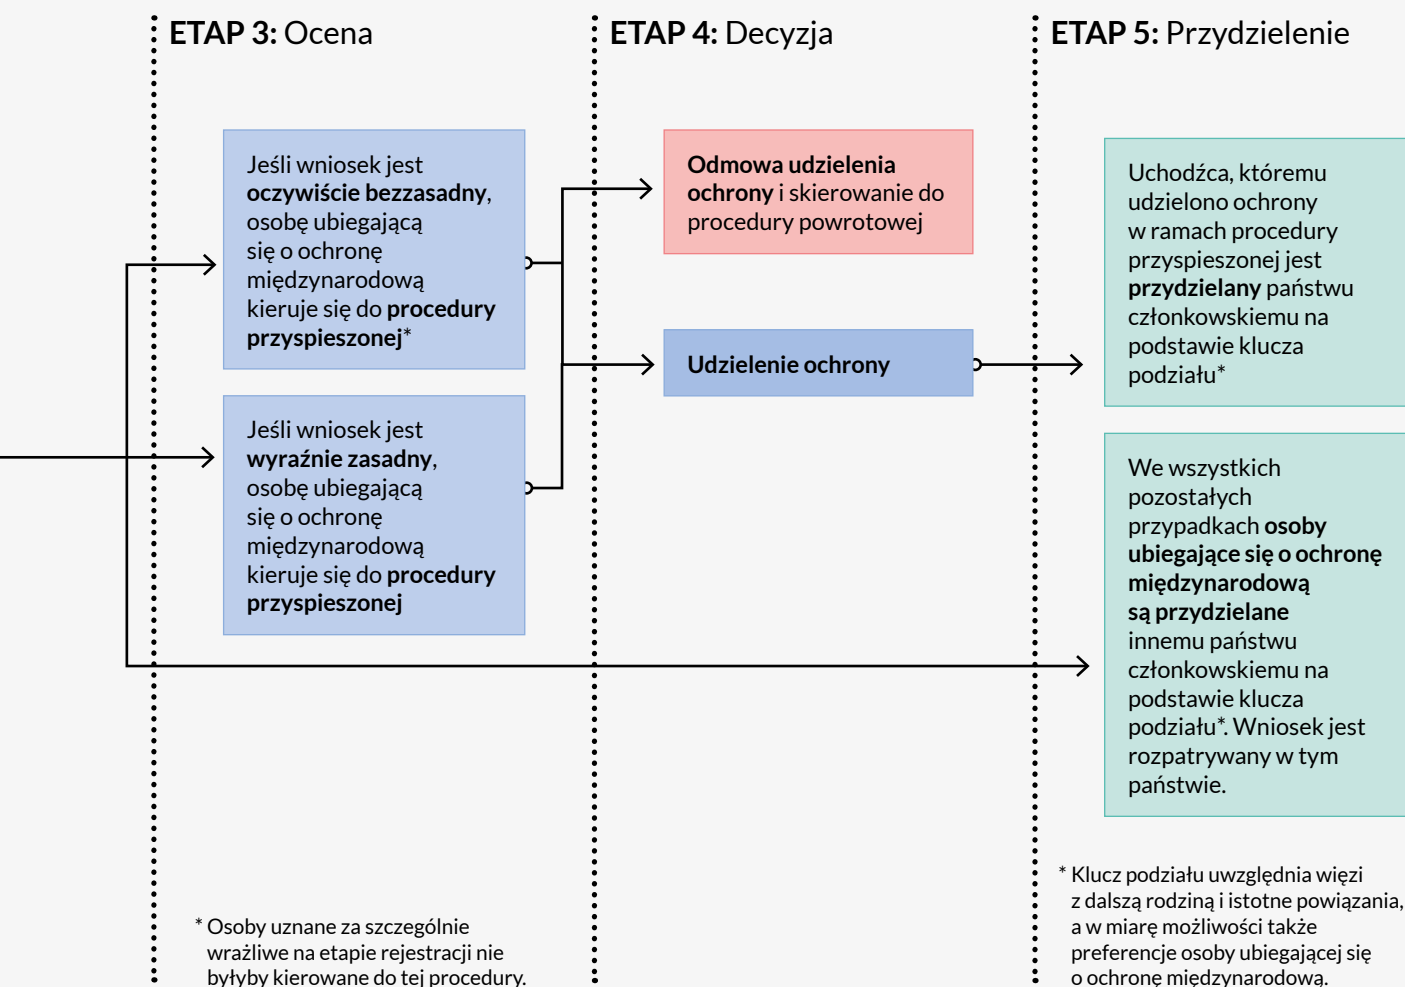 ETAP 3: Ocena
Jeśli wniosek jest
oczywiście bezzasadny,
osobę ubiegającą
się o ochronę
międzynarodową
kieruje się do procedury
przyspieszonej*
Jeśli wniosek jest
wyraźnie zasadny,
osobę ubiegającą
się o ochronę
międzynarodową
kieruje się do procedury
przyspieszonej
* Osoby uznane za szczególnie
wrażliwe na etapie rejestracji nie
byłyby kierowane do tej procedury.
ETAP 4: Decyzja
Odmowa udzielenia
ochrony i skierowanie do
procedury powrotowej
Udzielenie ochrony
ETAP 5: Przydzielenie
Uchodźca, któremu
udzielono ochrony
w ramach procedury
przyspieszonej jest
przydzielany państwu
członkowskiemu na
podstawie klucza
podziału*
We wszystkich
pozostałych
przypadkach osoby
ubiegające się o ochronę
międzynarodową
są przydzielane
innemu państwu
członkowskiemu na
podstawie klucza
podziału*. Wniosek jest
rozpatrywany w tym
państwie.
* Klucz podziału uwzględnia więzi
z dalszą rodziną i istotne powiązania,
a w miarę możliwości także
preferencje osoby ubiegającej się
o ochronę międzynarodową.